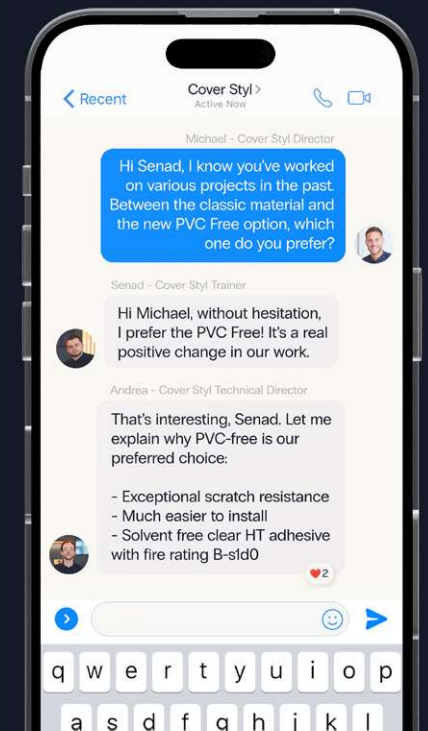 Recent
Cover Styl >
Active Now
Michael - Cover Styl Director
Hi Senad, I know you've worked
on various projects in the past.
Between the classic material and
the new PVC Free option, which
one do you prefer?
Senad - Cover Styl Trainer
Hi Michael, without hesitation,
I prefer the PVC Free! It's a real
positive change in our work.
Andrea - Cover Styl Technical Director
That's interesting, Senad. Let me
explain why PVC-free is our
preferred choice:
- Exceptional scratch resistance
- Much easier to install
- Solvent free clear HT adhesive
with fire rating B-s1d0
2
q w e r t y u i o p
a s d f g h j k l